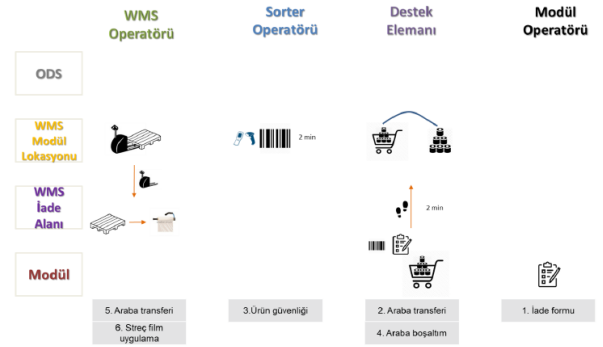 WMS
Operatörü
Sorter
Operatörü
Destek
Elemanı
Modül
Operatörü
ODS
WMS
Modül
Lokasyonu
2 min
WMS
İade
Alanı
2 min
Modül
5. Araba transferi
3.Ürün güvenliği
2. Araba transferi
1. İade formu
6. Streç film
uygulama
4. Araba boşaltım